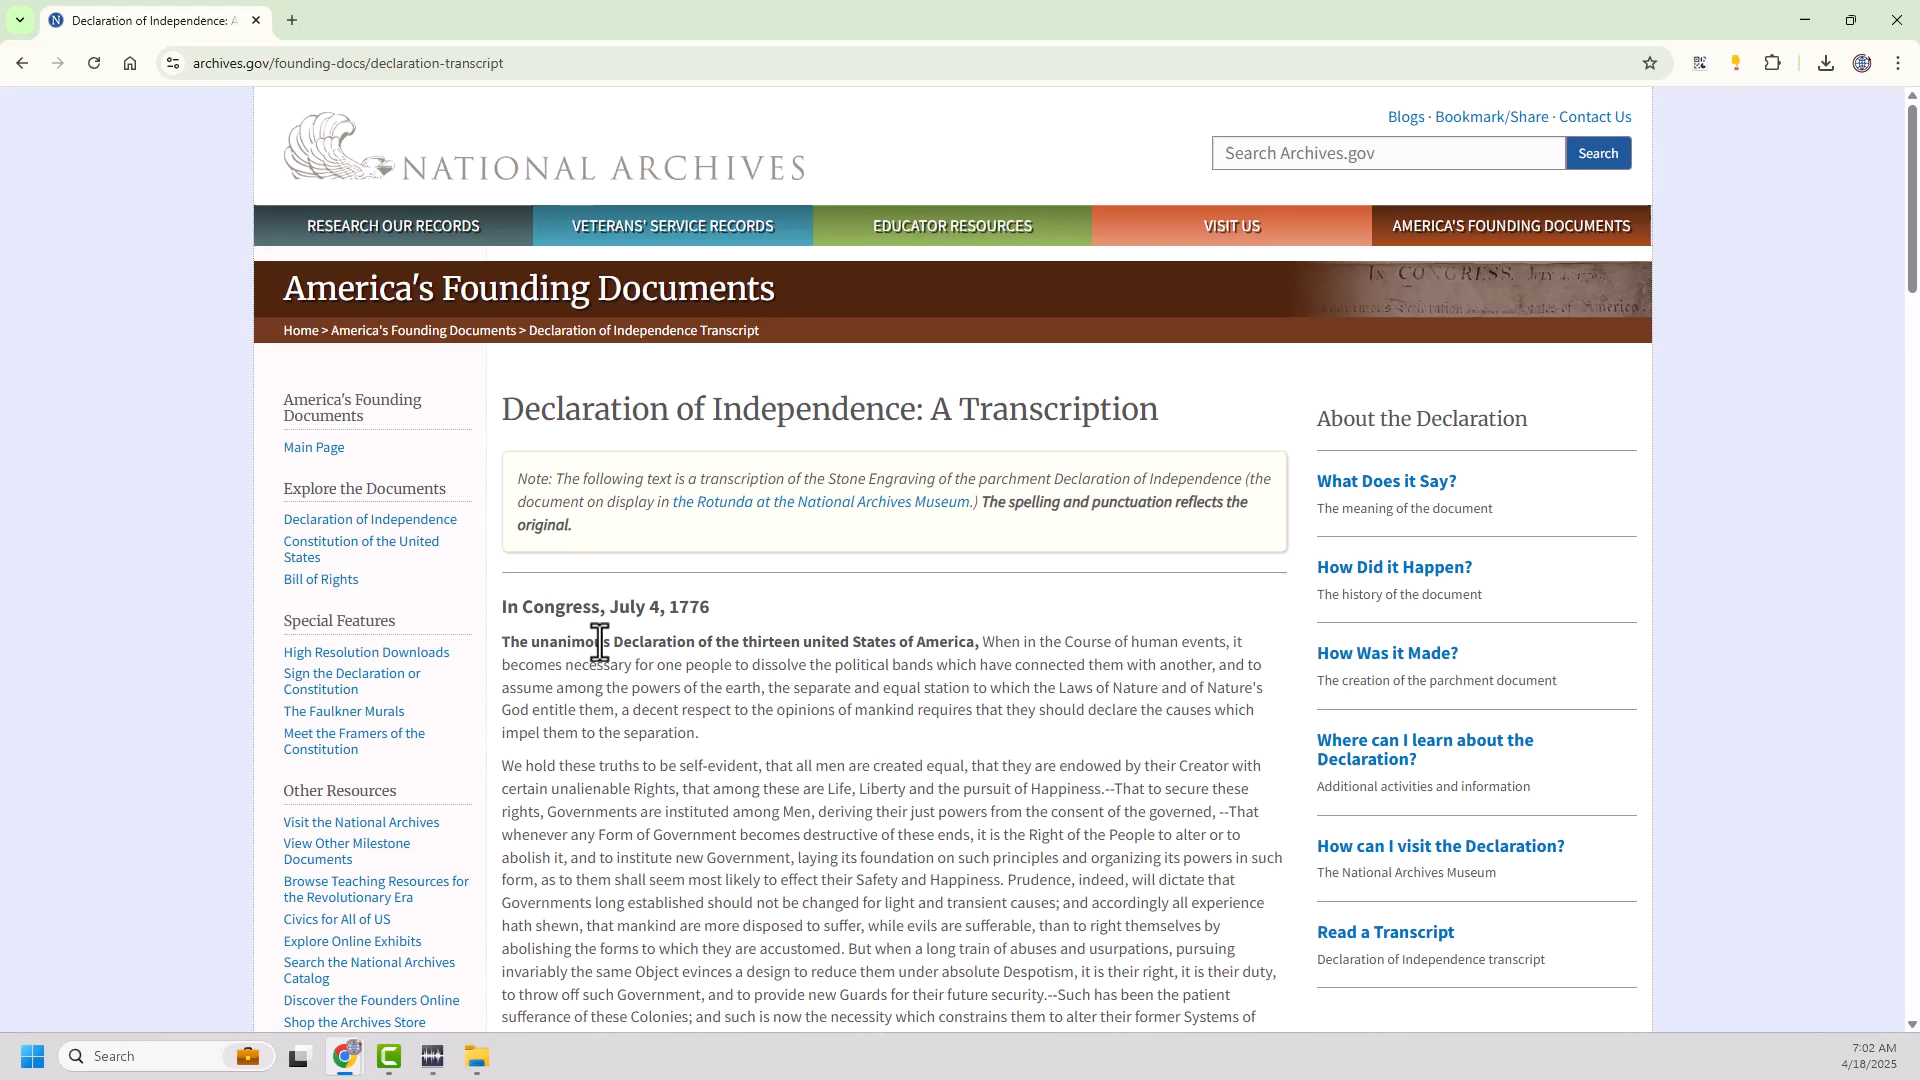 Declaration of Independence: A
archives.gov/founding-docs/declaration-transcript
Blogs · Bookmark/Share · Contact Us
NATIONAL ARCHIVES
Search Archives.gov
Search
RESEARCH OUR RECORDS
VETERANS' SERVICE RECORDS
EDUCATOR RESOURCES
VISIT US
AMERICA'S FOUNDING DOCUMENTS
America's Founding Documents
In CONGRESS, July 4, 1776.
Home > America's Founding Documents > Declaration of Independence Transcript
America's Founding
Documents
Main Page
Explore the Documents
Declaration of Independence
Constitution of the United
States
Bill of Rights
Special Features
High Resolution Downloads
Sign the Declaration or
Constitution
The Faulkner Murals
Meet the Framers of the
Constitution
Other Resources
Visit the National Archives
View Other Milestone
Documents
Browse Teaching Resources for
the Revolutionary Era
Civics for All of US
Explore Online Exhibits
Search the National Archives
Catalog
Discover the Founders Online
Shop the Archives Store
Declaration of Independence: A Transcription
Note: The following text is a transcription of the Stone Engraving of the parchment Declaration of Independence (the
document on display in the Rotunda at the National Archives Museum.) The spelling and punctuation reflects the
original.
In Congress, July 4, 1776
The unanimous Declaration of the thirteen united States of America, When in the Course of human events, it
becomes necessary for one people to dissolve the political bands which have connected them with another, and to
assume among the powers of the earth, the separate and equal station to which the Laws of Nature and of Nature's
God entitle them, a decent respect to the opinions of mankind requires that they should declare the causes which
impel them to the separation.
We hold these truths to be self-evident, that all men are created equal, that they are endowed by their Creator with
certain unalienable Rights, that among these are Life, Liberty and the pursuit of Happiness.--That to secure these
rights, Governments are instituted among Men, deriving their just powers from the consent of the governed, --That
whenever any Form of Government becomes destructive of these ends, it is the Right of the People to alter or to
abolish it, and to institute new Government, laying its foundation on such principles and organizing its powers in such
form, as to them shall seem most likely to effect their Safety and Happiness. Prudence, indeed, will dictate that
Governments long established should not be changed for light and transient causes; and accordingly all experience
hath shewn, that mankind are more disposed to suffer, while evils are sufferable, than to right themselves by
abolishing the forms to which they are accustomed. But when a long train of abuses and usurpations, pursuing
invariably the same Object evinces a design to reduce them under absolute Despotism, it is their right, it is their duty,
to throw off such Government, and to provide new Guards for their future security.--Such has been the patient
sufferance of these Colonies; and such is now the necessity which constrains them to alter their former Systems of
About the Declaration
What Does it Say?
The meaning of the document
How Did it Happen?
The history of the document
How Was it Made?
The creation of the parchment document
Where can I learn about the
Declaration?
Additional activities and information
How can I visit the Declaration?
The National Archives Museum
Read a Transcript
Declaration of Independence transcript
Search
7:02 AM
4/18/2025